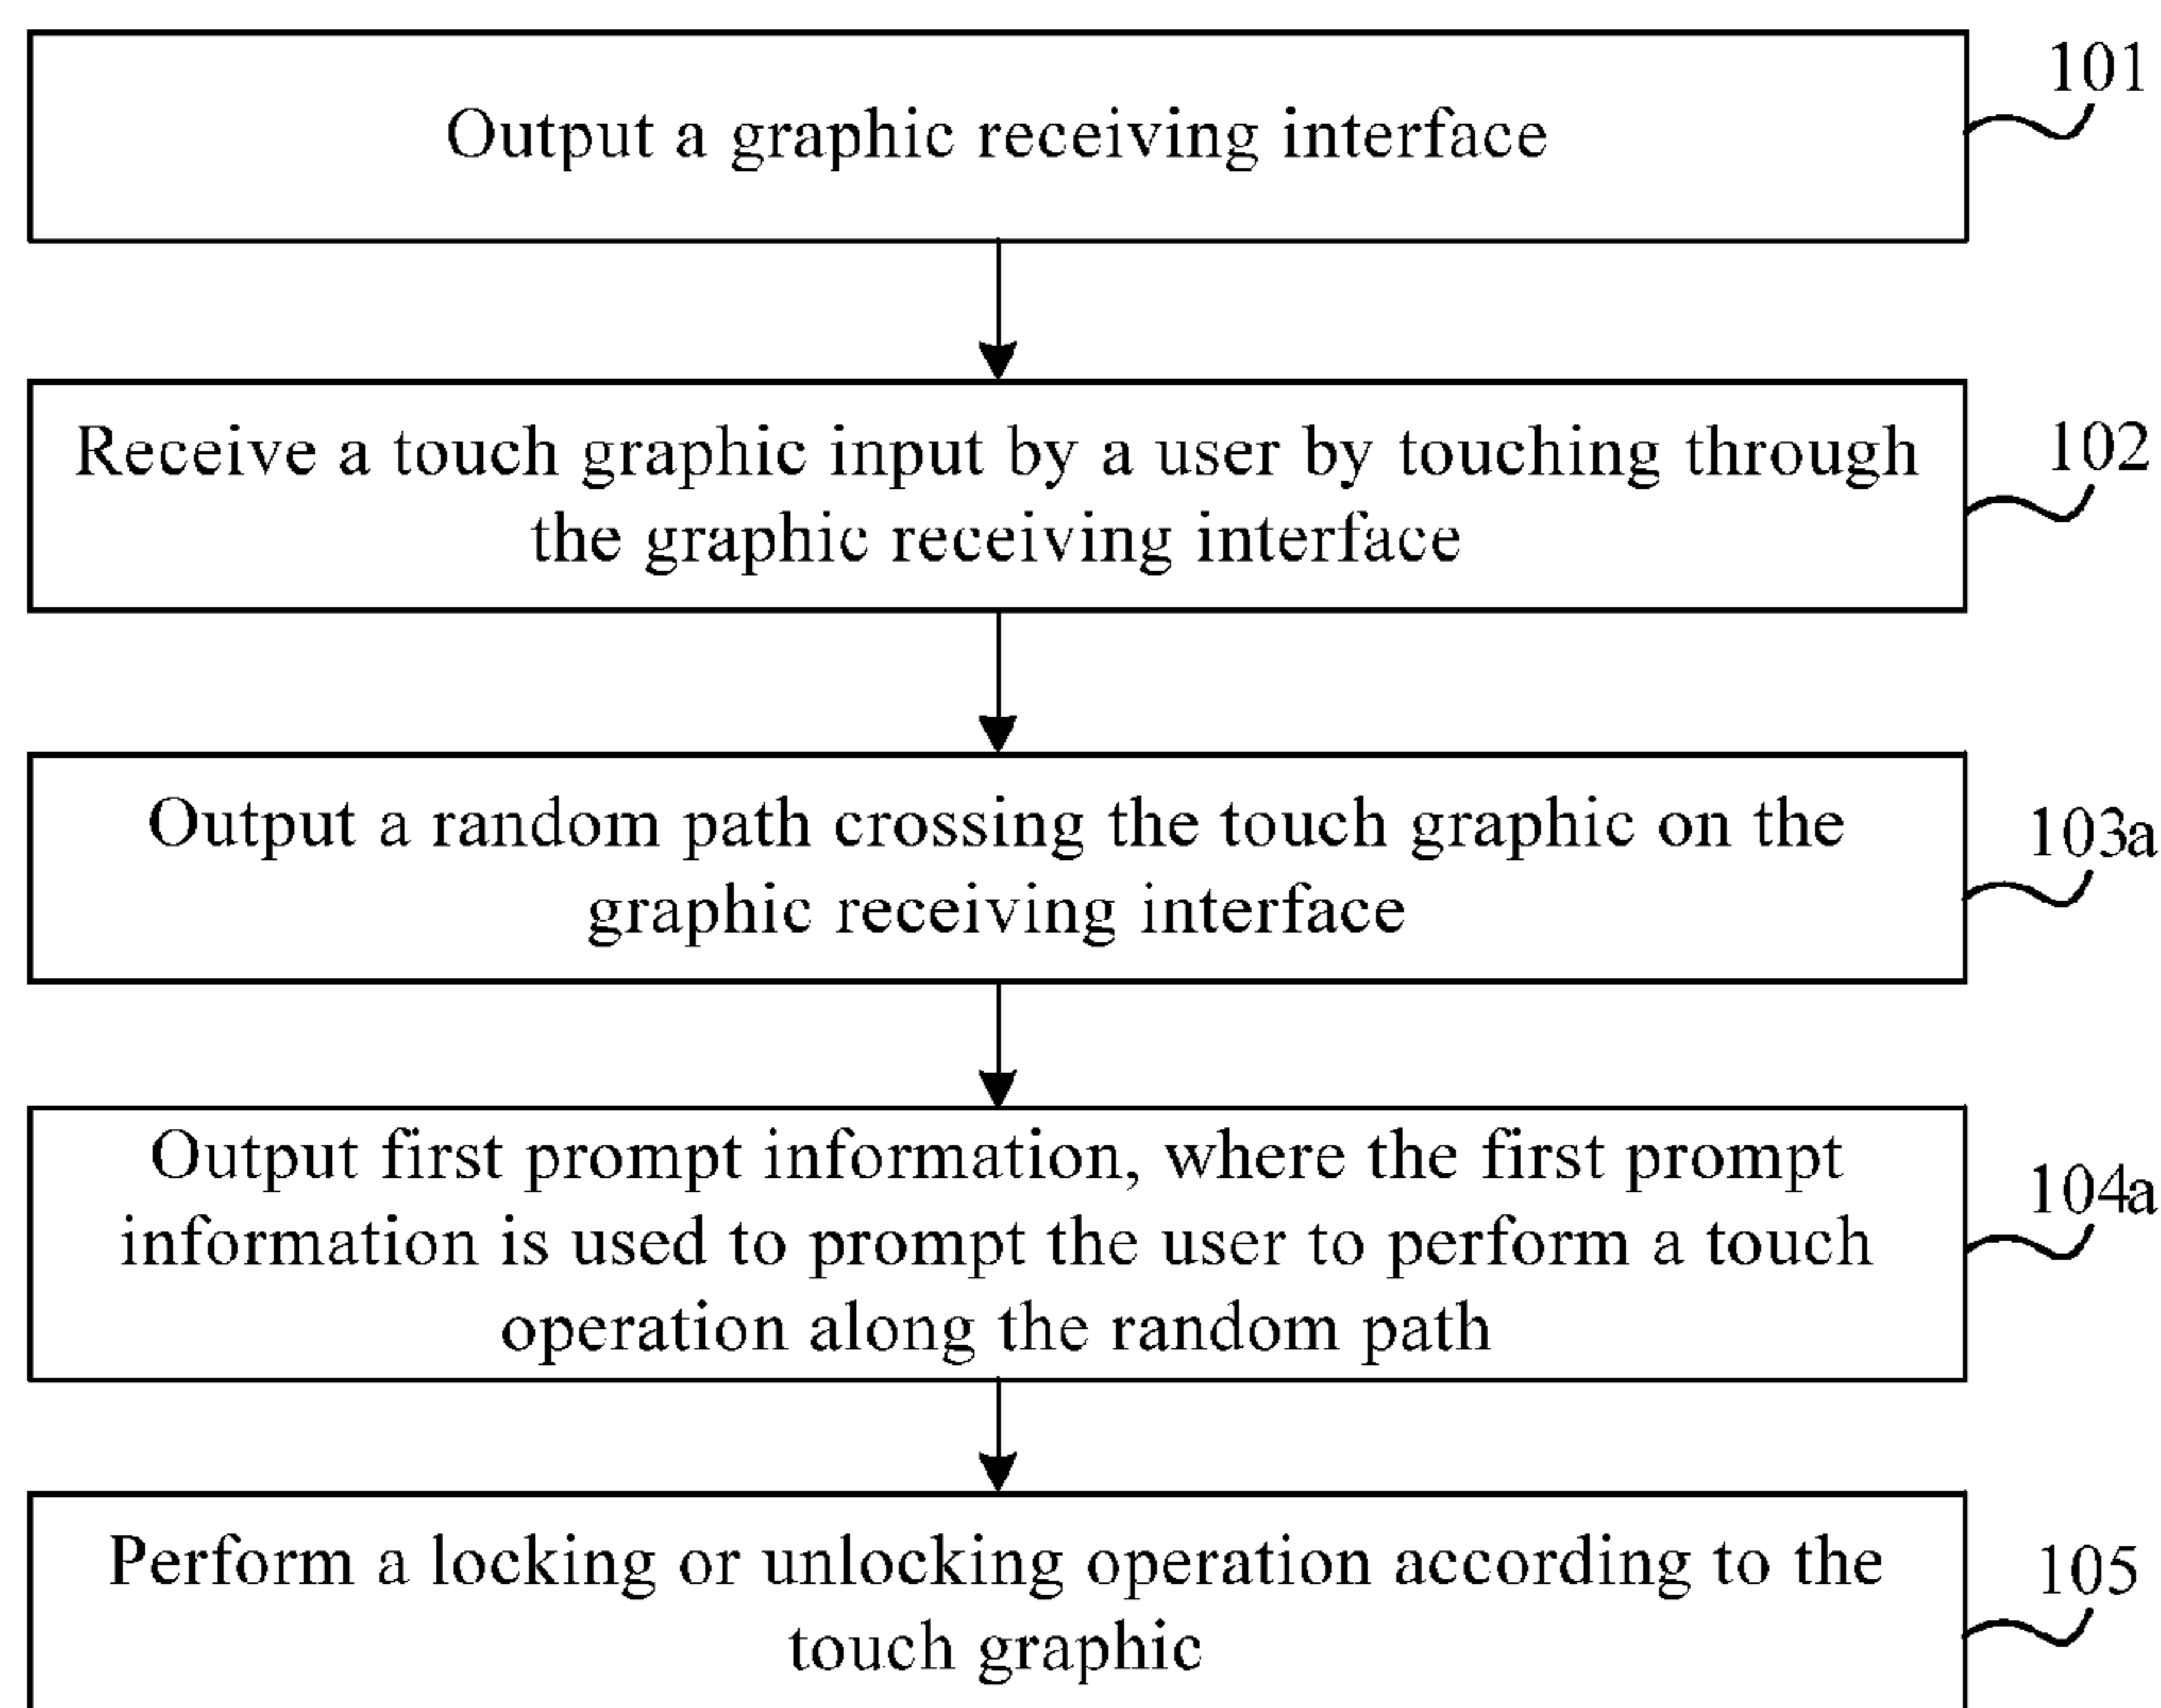 101
Output a graphic receiving interface
102
Receive a touch graphic input by a user by touching through
the graphic receiving interface
103a
Output a random path crossing the touch graphic on the
graphic receiving interface
104a
Output first prompt information, where the first prompt
information is used to prompt the user to perform a touch
operation along the random path
105
Perform a locking or unlocking operation according to the
touch graphic